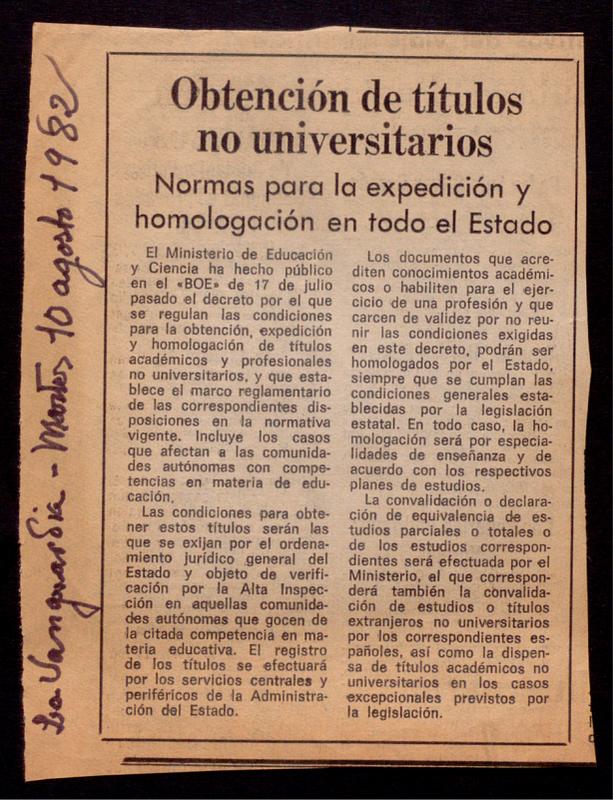 La Vanguardia - Martes 10 agosto 1982
Obtención de títulos
no universitarios
Normas para la expedición y
homologación en todo el Estado
El Ministerio de Educación
y Ciencia ha hecho público
en el «BOE» de 17 de julio
pasado el decreto por el que
se regulan las condiciones
para la obtención, expedición
y homologación de títulos
académicos y profesionales
no universitarios, y que esta-
blece el marco reglamentario
de las correspondientes dis-
posiciones en la normativa
vigente. Incluye los casos
que afectan a las comunida-
des autónomas con compe-
tencias en materia de edu-
cación.
Las condiciones para obte-
ner estos títulos serán las
que se exijan por el ordena-
miento jurídico general del
Estado y objeto de verifi-
cación por la Alta Inspec-
ción en aquellas comunida-
des autónomas que gocen de
la citada competencia en ma-
teria educativa. El registro
de los títulos se efectuará
por los servicios centrales y
periféricos de la Administra-
ción del Estado.
Los documentos que acre-
diten conocimientos académi-
cos o habiliten para el ejer-
cicio de una profesión y que
carcen de validez por no reu-
nir las condiciones exigidas
en este decreto, podrán ser
homologados por el Estado,
siempre que se cumplan las
condiciones generales esta-
blecidas por la legislación
estatal. En todo caso, la ho-
mologación será por especia-
lidades de enseñanza y de
acuerdo con los respectivos
planes de estudios.
La convalidación o declara-
ción de equivalencia de es-
tudios parciales o totales o
de los estudios correspon-
dientes será efectuada por el
Ministerio, al que correspon-
derá también la convalida-
ción de estudios o títulos
extranjeros no universitarios
por los correspondientes es-
pañoles, así como la dispen-
sa de títulos académicos no
universitarios en los casos
excepcionales previstos por
la legislación.